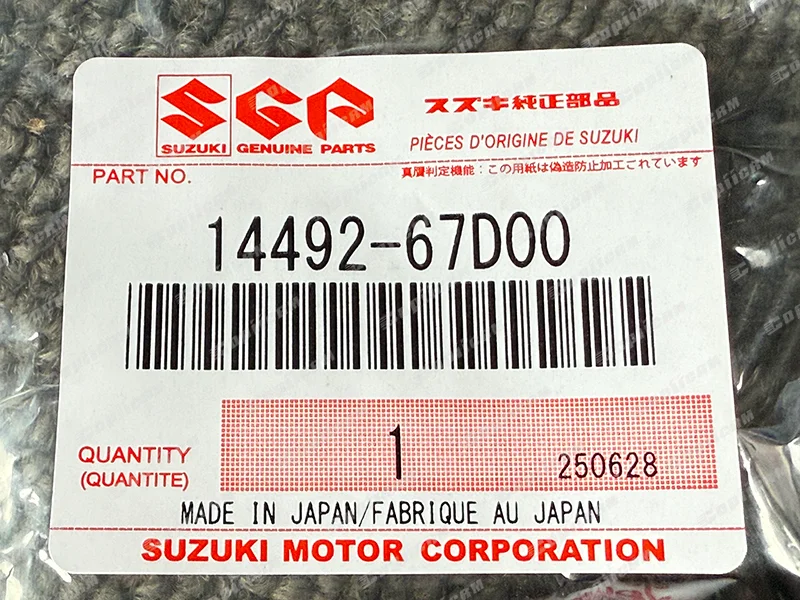 SGP
スズキ純正部品
SUZUKI GENUINE PARTS
PIÈCES D'ORIGINE DE SUZUKI
PART NO.
真贋判定機能：この用紙は偽造防止加工されています
14492-67D00
QUANTITY
(QUANTITE)
1
250628
MADE IN JAPAN/FABRIQUE AU JAPAN
SUZUKI MOTOR CORPORATION